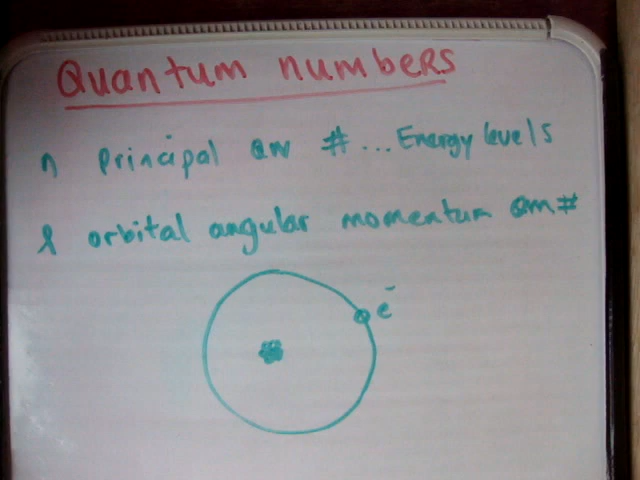 Quantum numbers
n principal QM # ... Energy levels
l orbital angular momentum QM #
e⁻